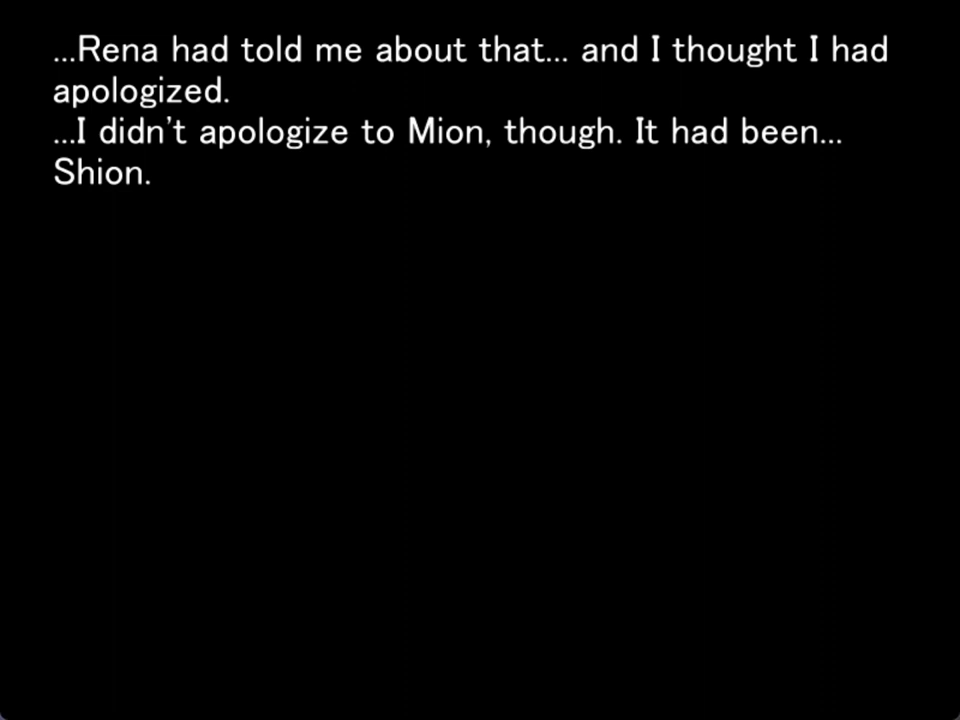 ...Rena had told me about that... and I thought I had
apologized.
...I didn't apologize to Mion, though. It had been...
Shion.